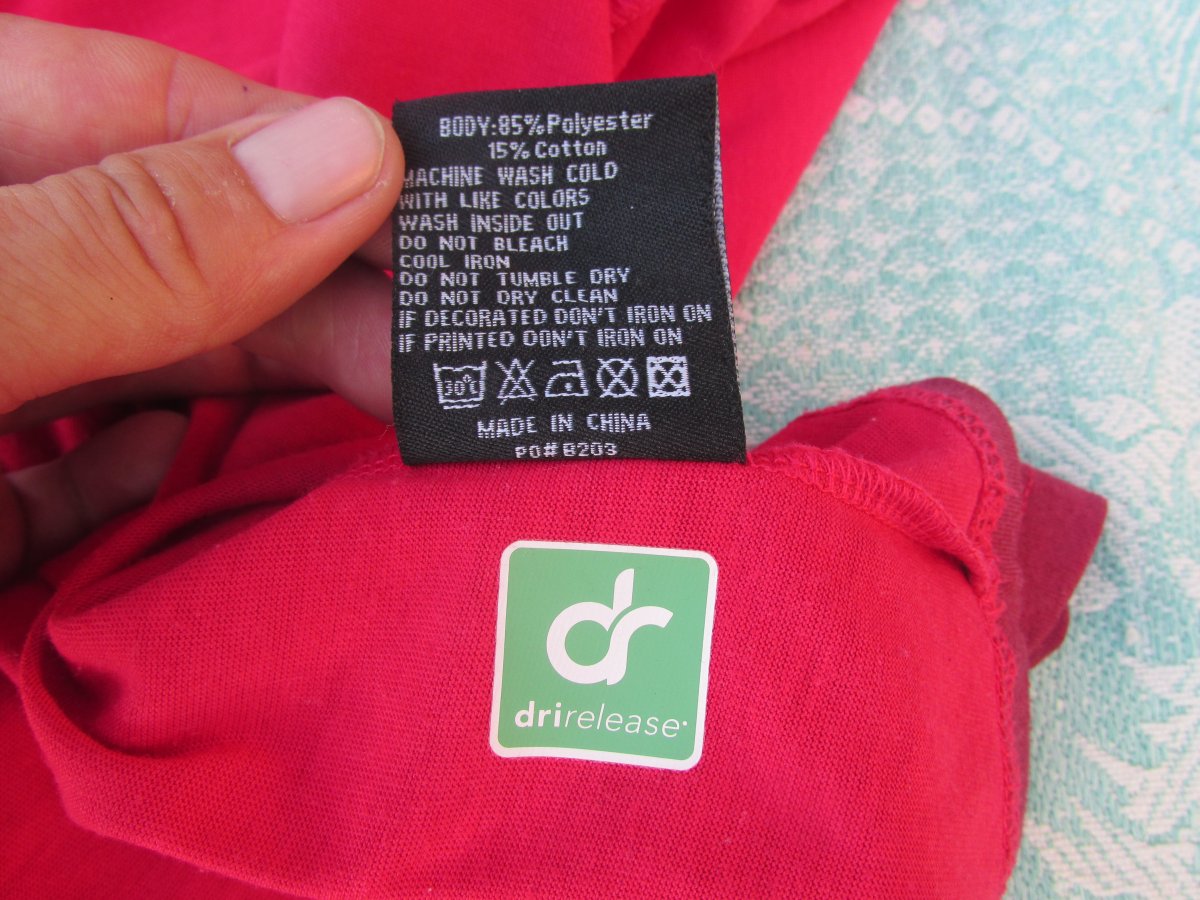 BODY:85%Polyester
15% Cotton
MACHINE WASH COLD
WITH LIKE COLORS
WASH INSIDE OUT
DO NOT BLEACH
COOL IRON
DO NOT TUMBLE DRY
DO NOT DRY CLEAN
IF DECORATED DON'T IRON ON
IF PRINTED DON'T IRON ON
30°C
MADE IN CHINA
PO# 8203
dr
drirelease